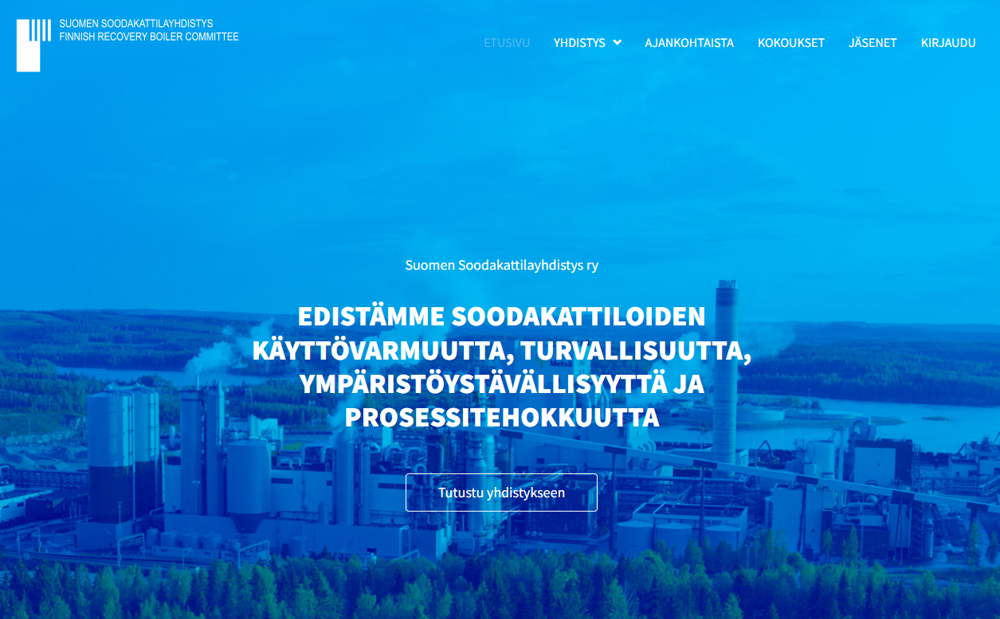 SUOMEN SOODAKATTILAYHDISTYS
FINNISH RECOVERY BOILER COMMITTEE
ETUSIVU YHDISTYS AJANKOHTAISTA KOKOUKSET JÄSENET KIRJAUDU
Suomen Soodakattilayhdistys ry
EDISTÄMME SOODAKATTILOIDEN
KÄYTTÖVARMUUTTA, TURVALLISUUTTA,
YMPÄRISTÖYSTÄVÄLLISYYTTÄ JA
PROSESSITEHOKKUUTTA
Metsä
Tutustu yhdistykseen